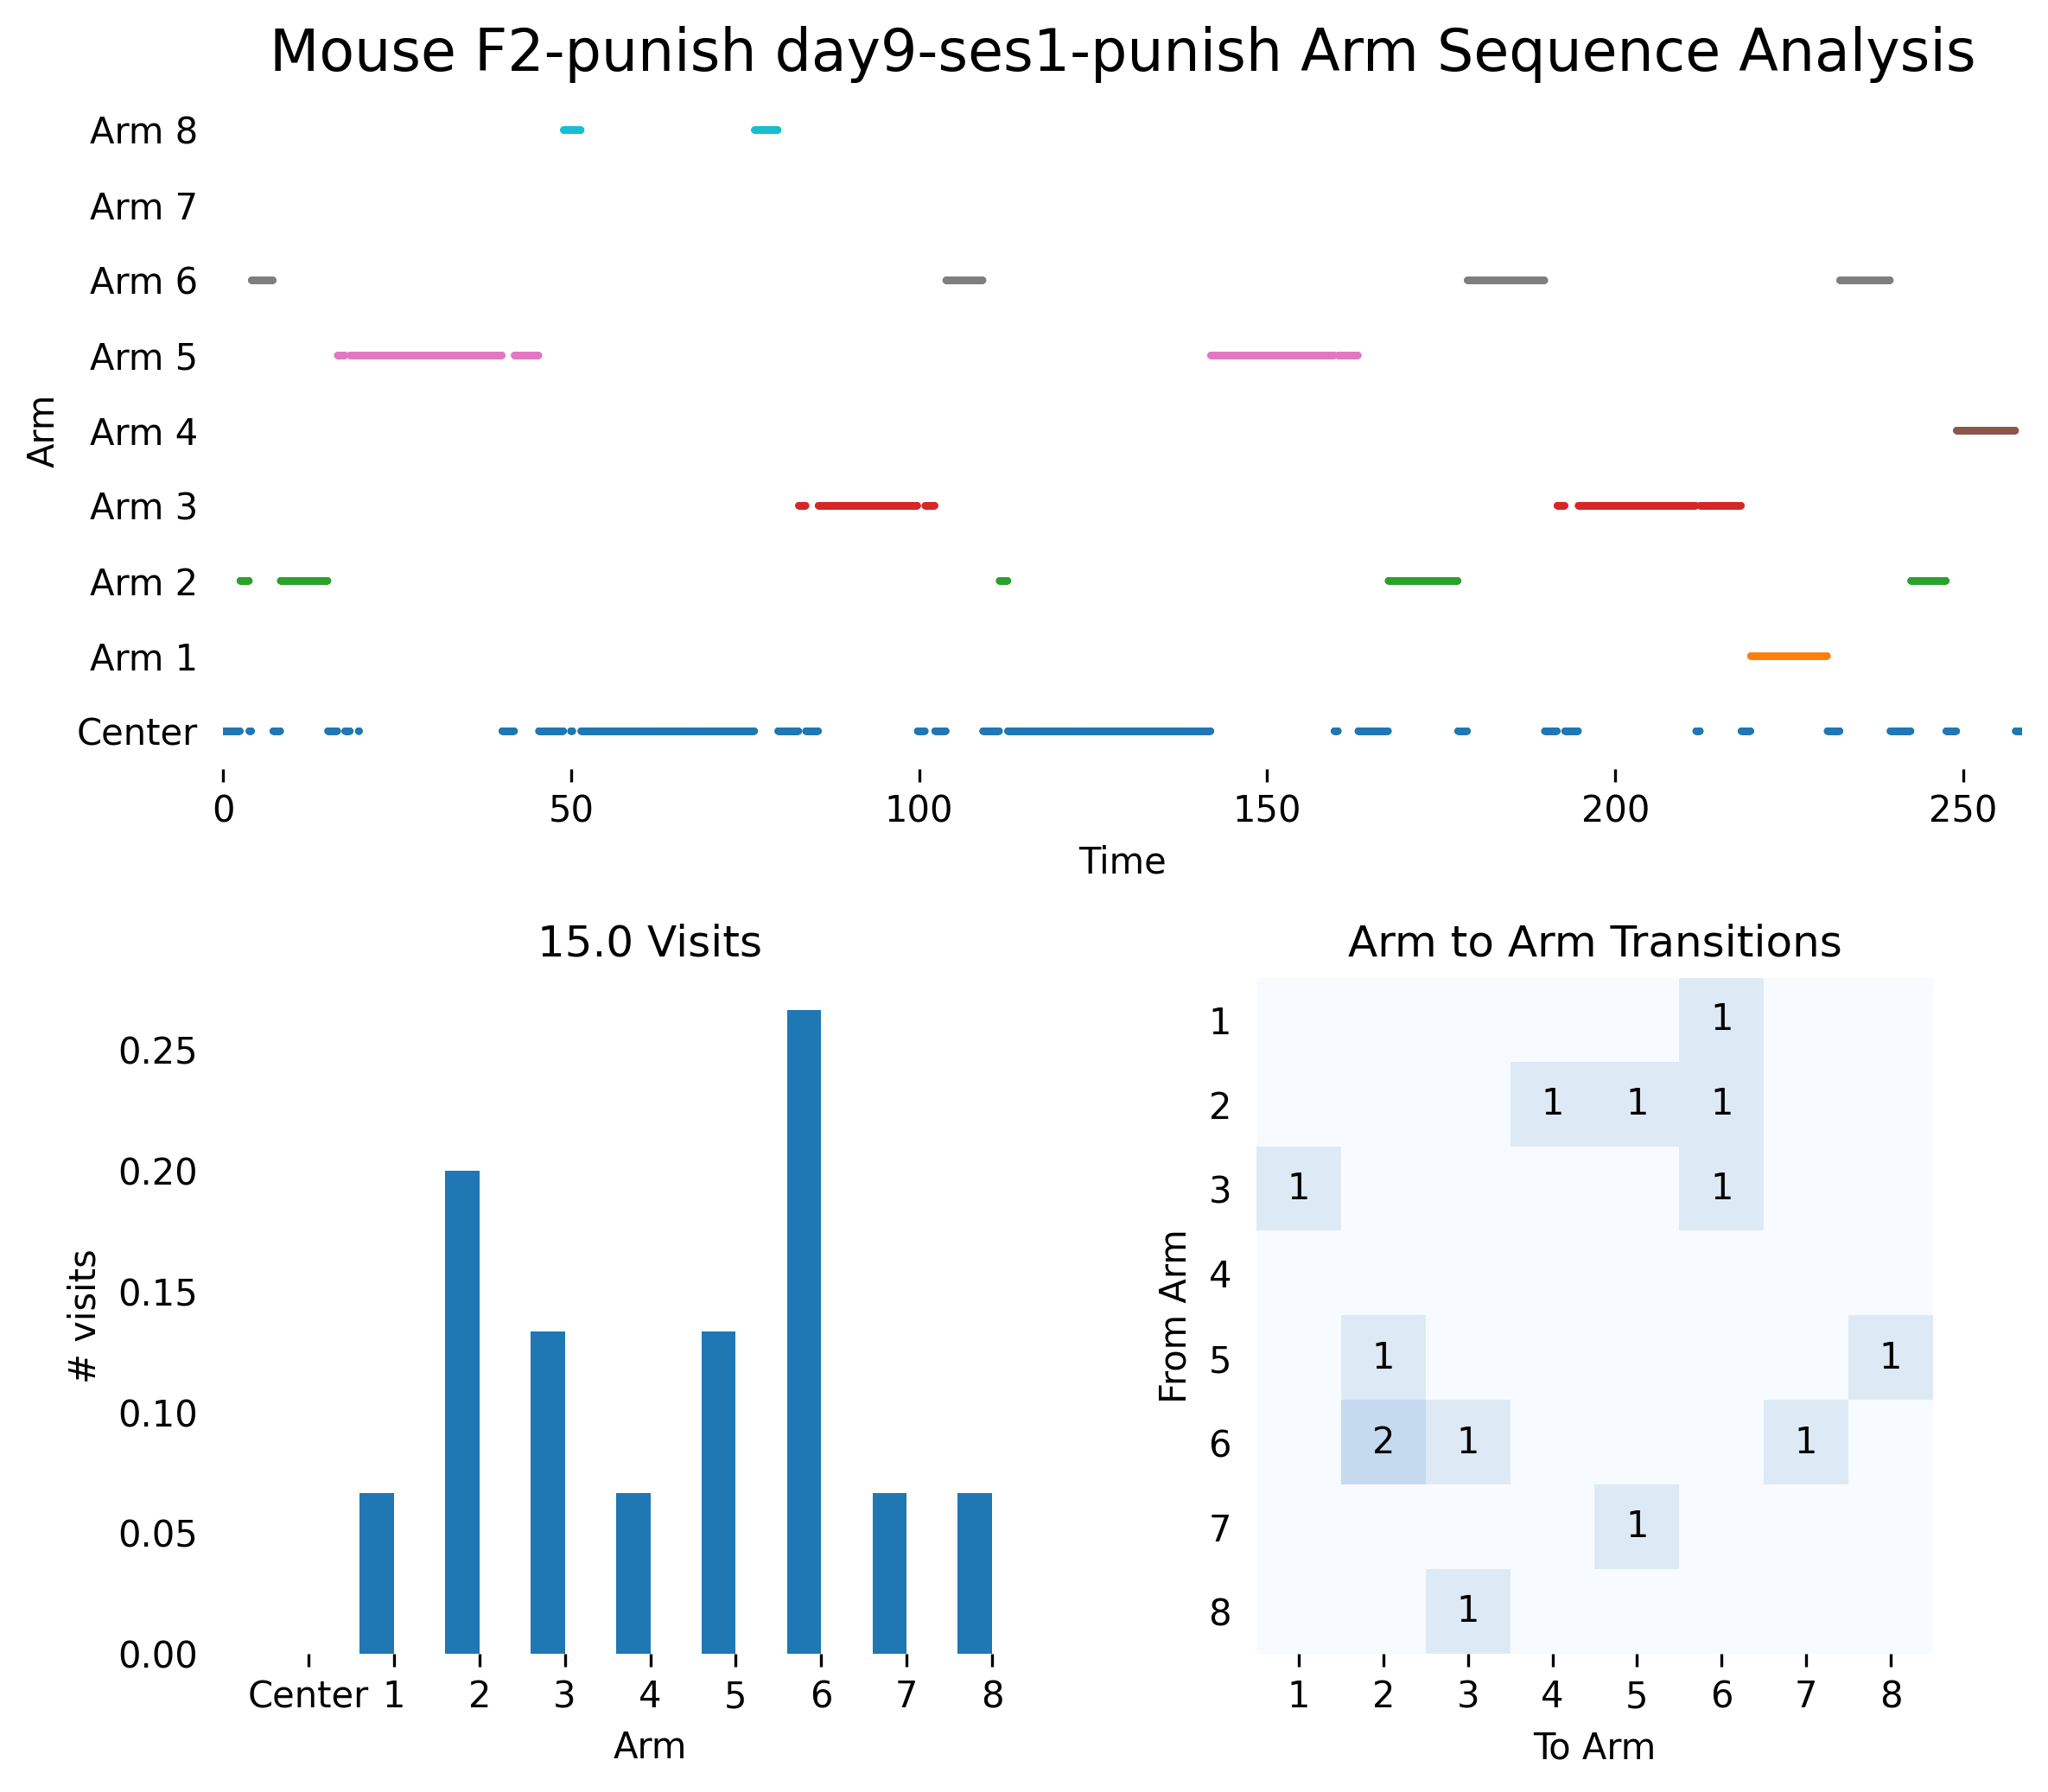 Mouse F2-punish day9-ses1-punish Arm Sequence Analysis
Arm 8
Arm 7
Arm 6
Arm 5
Arm 4
Arm 3
Arm 2
Arm 1
Center
Arm
0 50 100 150 200 250
Time
15.0 Visits
0.25
0.20
0.15
0.10
0.05
0.00
# visits
Center 1 2 3 4 5 6 7 8
Arm
Arm to Arm Transitions
1 1
2 1 1 1
3 1 1
4
5 1 1
6 2 1 1
7 1
8 1
From Arm
1 2 3 4 5 6 7 8
To Arm